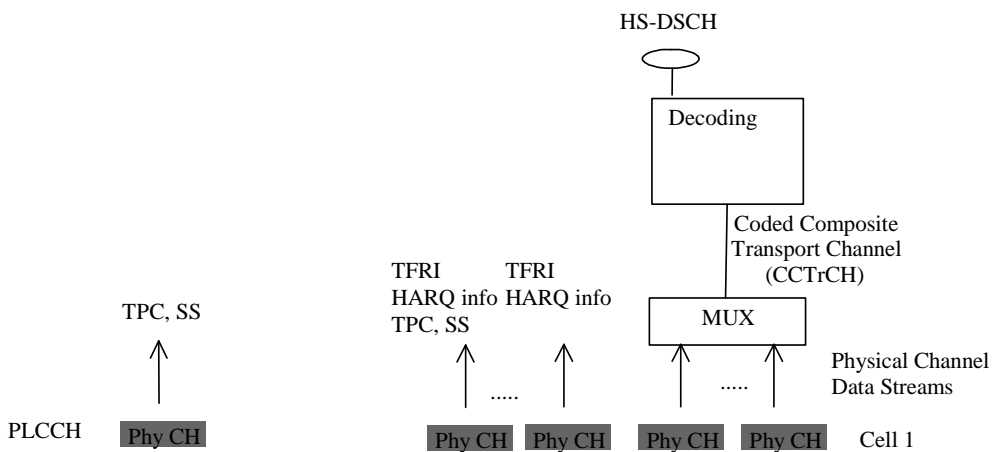 HS-DSCH
Decoding
Coded Composite
Transport Channel
(CCTrCH)
TFRI TFRI
HARQ info HARQ info
TPC, SS
TPC, SS
MUX
Physical Channel
Data Streams
..... .....
PLCCH Phy CH Phy CH Phy CH Phy CH Phy CH Cell 1